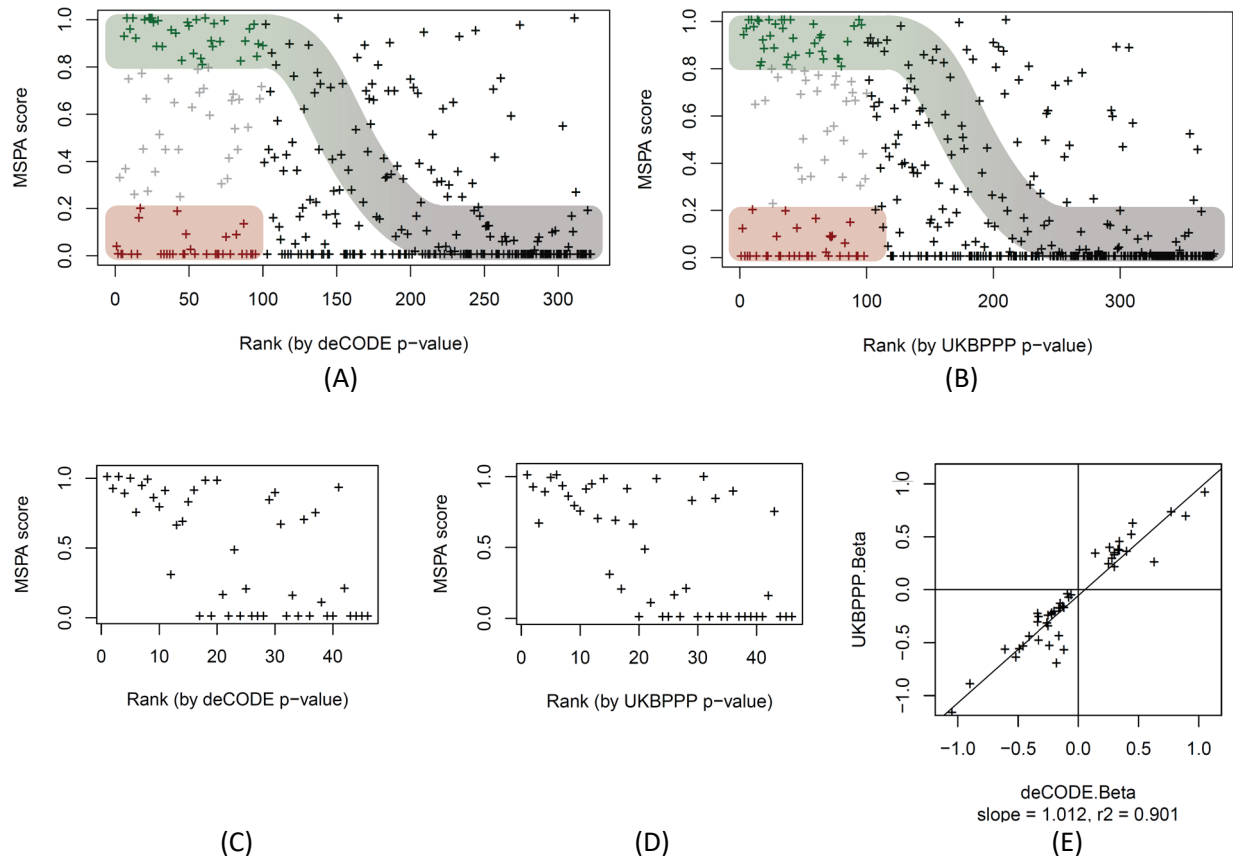 MSPA score
1.0
0.8
0.6
0.4
0.2
0.0
0 50 100 150 200 250 300
Rank (by deCODE p−value)
(A)
MSPA score
1.0
0.8
0.6
0.4
0.2
0.0
0 100 200 300
Rank (by UKBPPP p−value)
(B)
MSPA score
1.0
0.5
0.0
0 10 20 30 40
Rank (by deCODE p−value)
(C)
MSPA score
1.0
0.5
0.0
0 10 20 30 40
Rank (by UKBPPP p−value)
(D)
UKBPPP.Beta
1.0
0.5
0.0
−0.5
−1.0
−1.0 −0.5 0.0 0.5 1.0
deCODE.Beta
slope = 1.012, r2 = 0.901
(E)